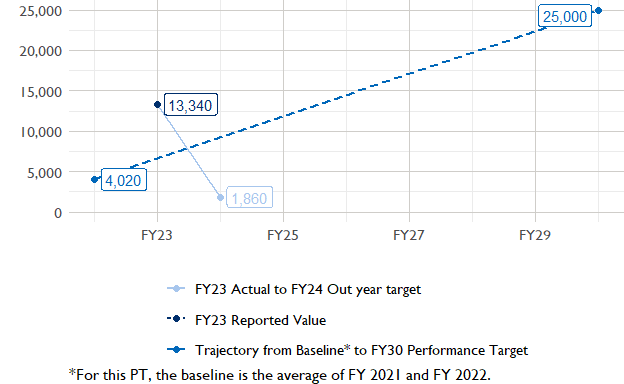 25,000
25,000
20,000
15,000
13,340
10,000
5,000
4,020
1,860
0
FY23 FY25 FY27 FY29
FY23 Actual to FY24 Out year target
FY23 Reported Value
Trajectory from Baseline* to FY30 Performance Target
*For this PT, the baseline is the average of FY 2021 and FY 2022.